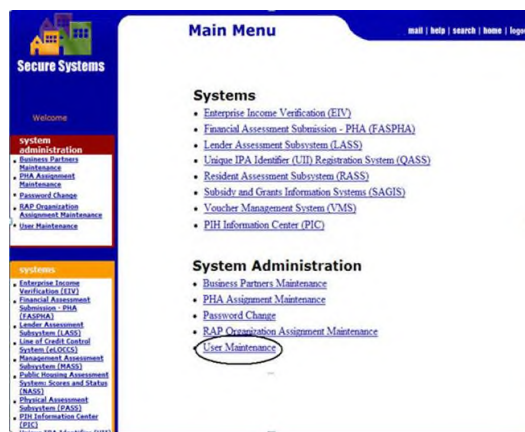 Main Menu
mail | help | search | home | logou
Secure Systems
Welcome
system
administration
Business Partners
Maintenance
PHA Assignment
Maintenance
Password Change
RAP Organization
Assignment Maintenance
User Maintenance
systems
Enterprise Income
Verification (EIV)
Financial Assessment
Submission - PHA
(FASPHA)
Lender Assessment
Subsystem (LASS)
Line of Credit Control
System (eLOCCS)
Management Assessment
Subsystem (MASS)
Public Housing Assessment
System: Scores and Status
(NASS)
Physical Assessment
Subsystem (PASS)
PIH Information Center
(PIC)
Systems
Enterprise Income Verification (EIV)
Financial Assessment Submission - PHA (FASPHA)
Lender Assessment Subsystem (LASS)
Unique IPA Identifier (UII) Registration System (QASS)
Resident Assessment Subsystem (RASS)
Subsidy and Grants Information Systems (SAGIS)
Voucher Management System (VMS)
PIH Information Center (PIC)
System Administration
Business Partners Maintenance
PHA Assignment Maintenance
Password Change
RAP Organization Assignment Maintenance
User Maintenance